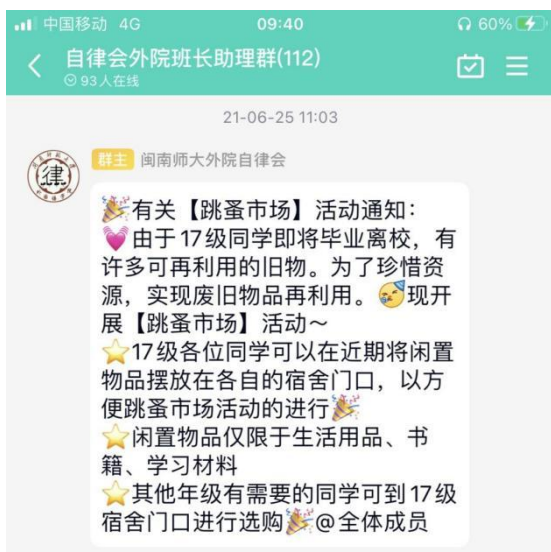 中国移动 4G 09:40 60%
自律会外院班长助理群(112)
93人在线
21-06-25 11:03
群主 闽南师大外院自律会
律
🎉有关【跳蚤市场】活动通知：
💓由于17级同学即将毕业离校，有
许多可再利用的旧物。为了珍惜资
源，实现废旧物品再利用。🥳现开
展【跳蚤市场】活动～
⭐17级各位同学可以在近期将闲置
物品摆放在各自的宿舍门口，以方
便跳蚤市场活动的进行🎉
⭐闲置物品仅限于生活用品、书
籍、学习材料
⭐其他年级有需要的同学可到17级
宿舍门口进行选购🎉@全体成员